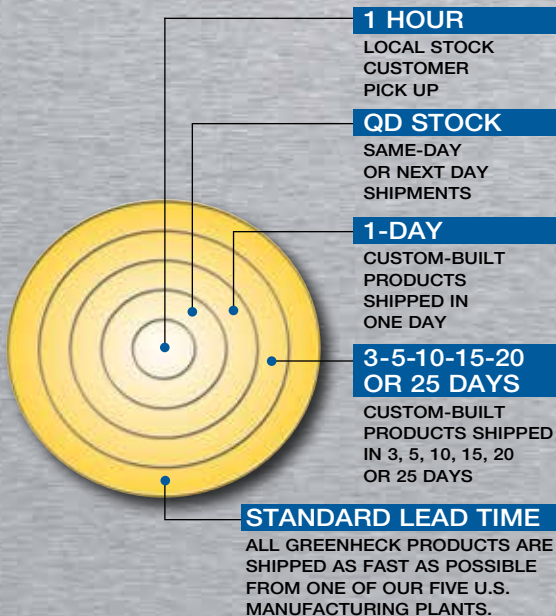 1 HOUR
LOCAL STOCK
CUSTOMER
PICK UP
QD STOCK
SAME-DAY
OR NEXT DAY
SHIPMENTS
1-DAY
CUSTOM-BUILT
PRODUCTS
SHIPPED IN
ONE DAY
3-5-10-15-20
OR 25 DAYS
CUSTOM-BUILT
PRODUCTS SHIPPED
IN 3, 5, 10, 15, 20
OR 25 DAYS
STANDARD LEAD TIME
ALL GREENHECK PRODUCTS ARE
SHIPPED AS FAST AS POSSIBLE
FROM ONE OF OUR FIVE U.S.
MANUFACTURING PLANTS.